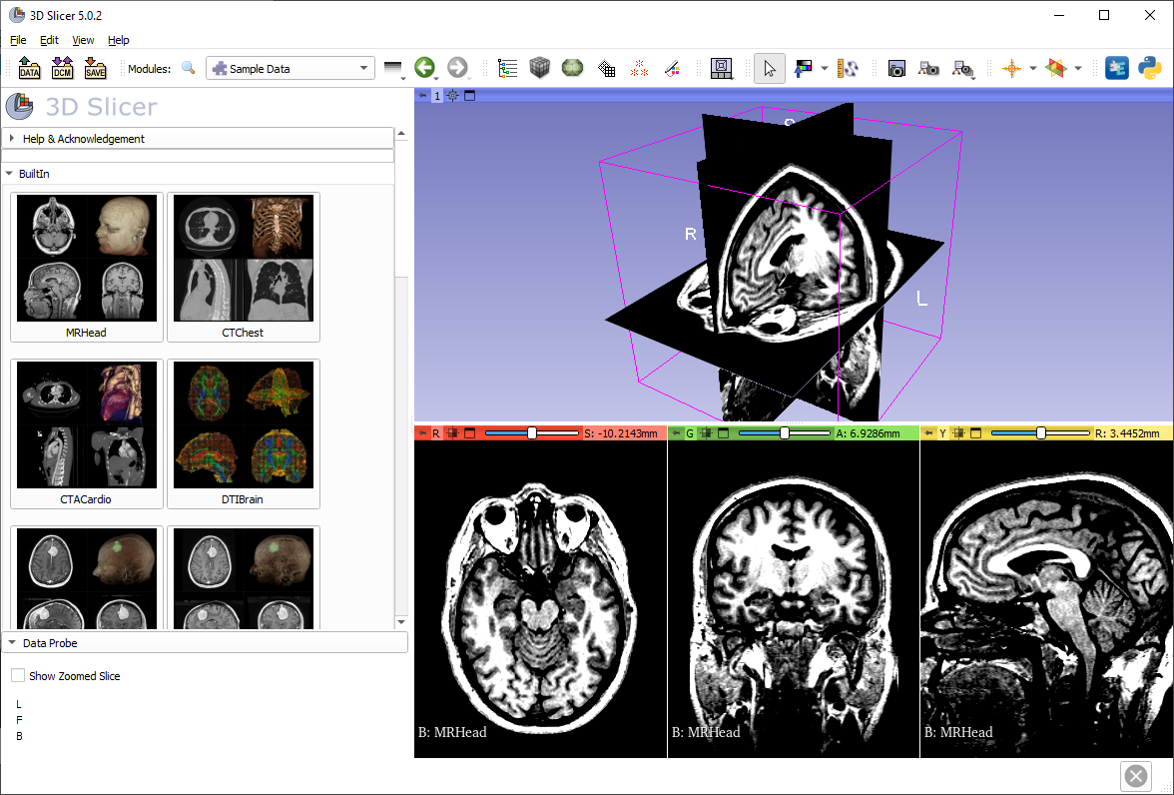 3D Slicer 5.0.2
File Edit View Help
DATA DCM SAVE Modules: Sample Data
3D Slicer
Help & Acknowledgement
BuiltIn
MRHead CTChest
CTACardio DTIBrain
Data Probe
Show Zoomed Slice
L
F
B
1
S
R
L
R S: -10.2143mm
G A: 6.9286mm
Y R: 3.4452mm
B: MRHead
B: MRHead
B: MRHead